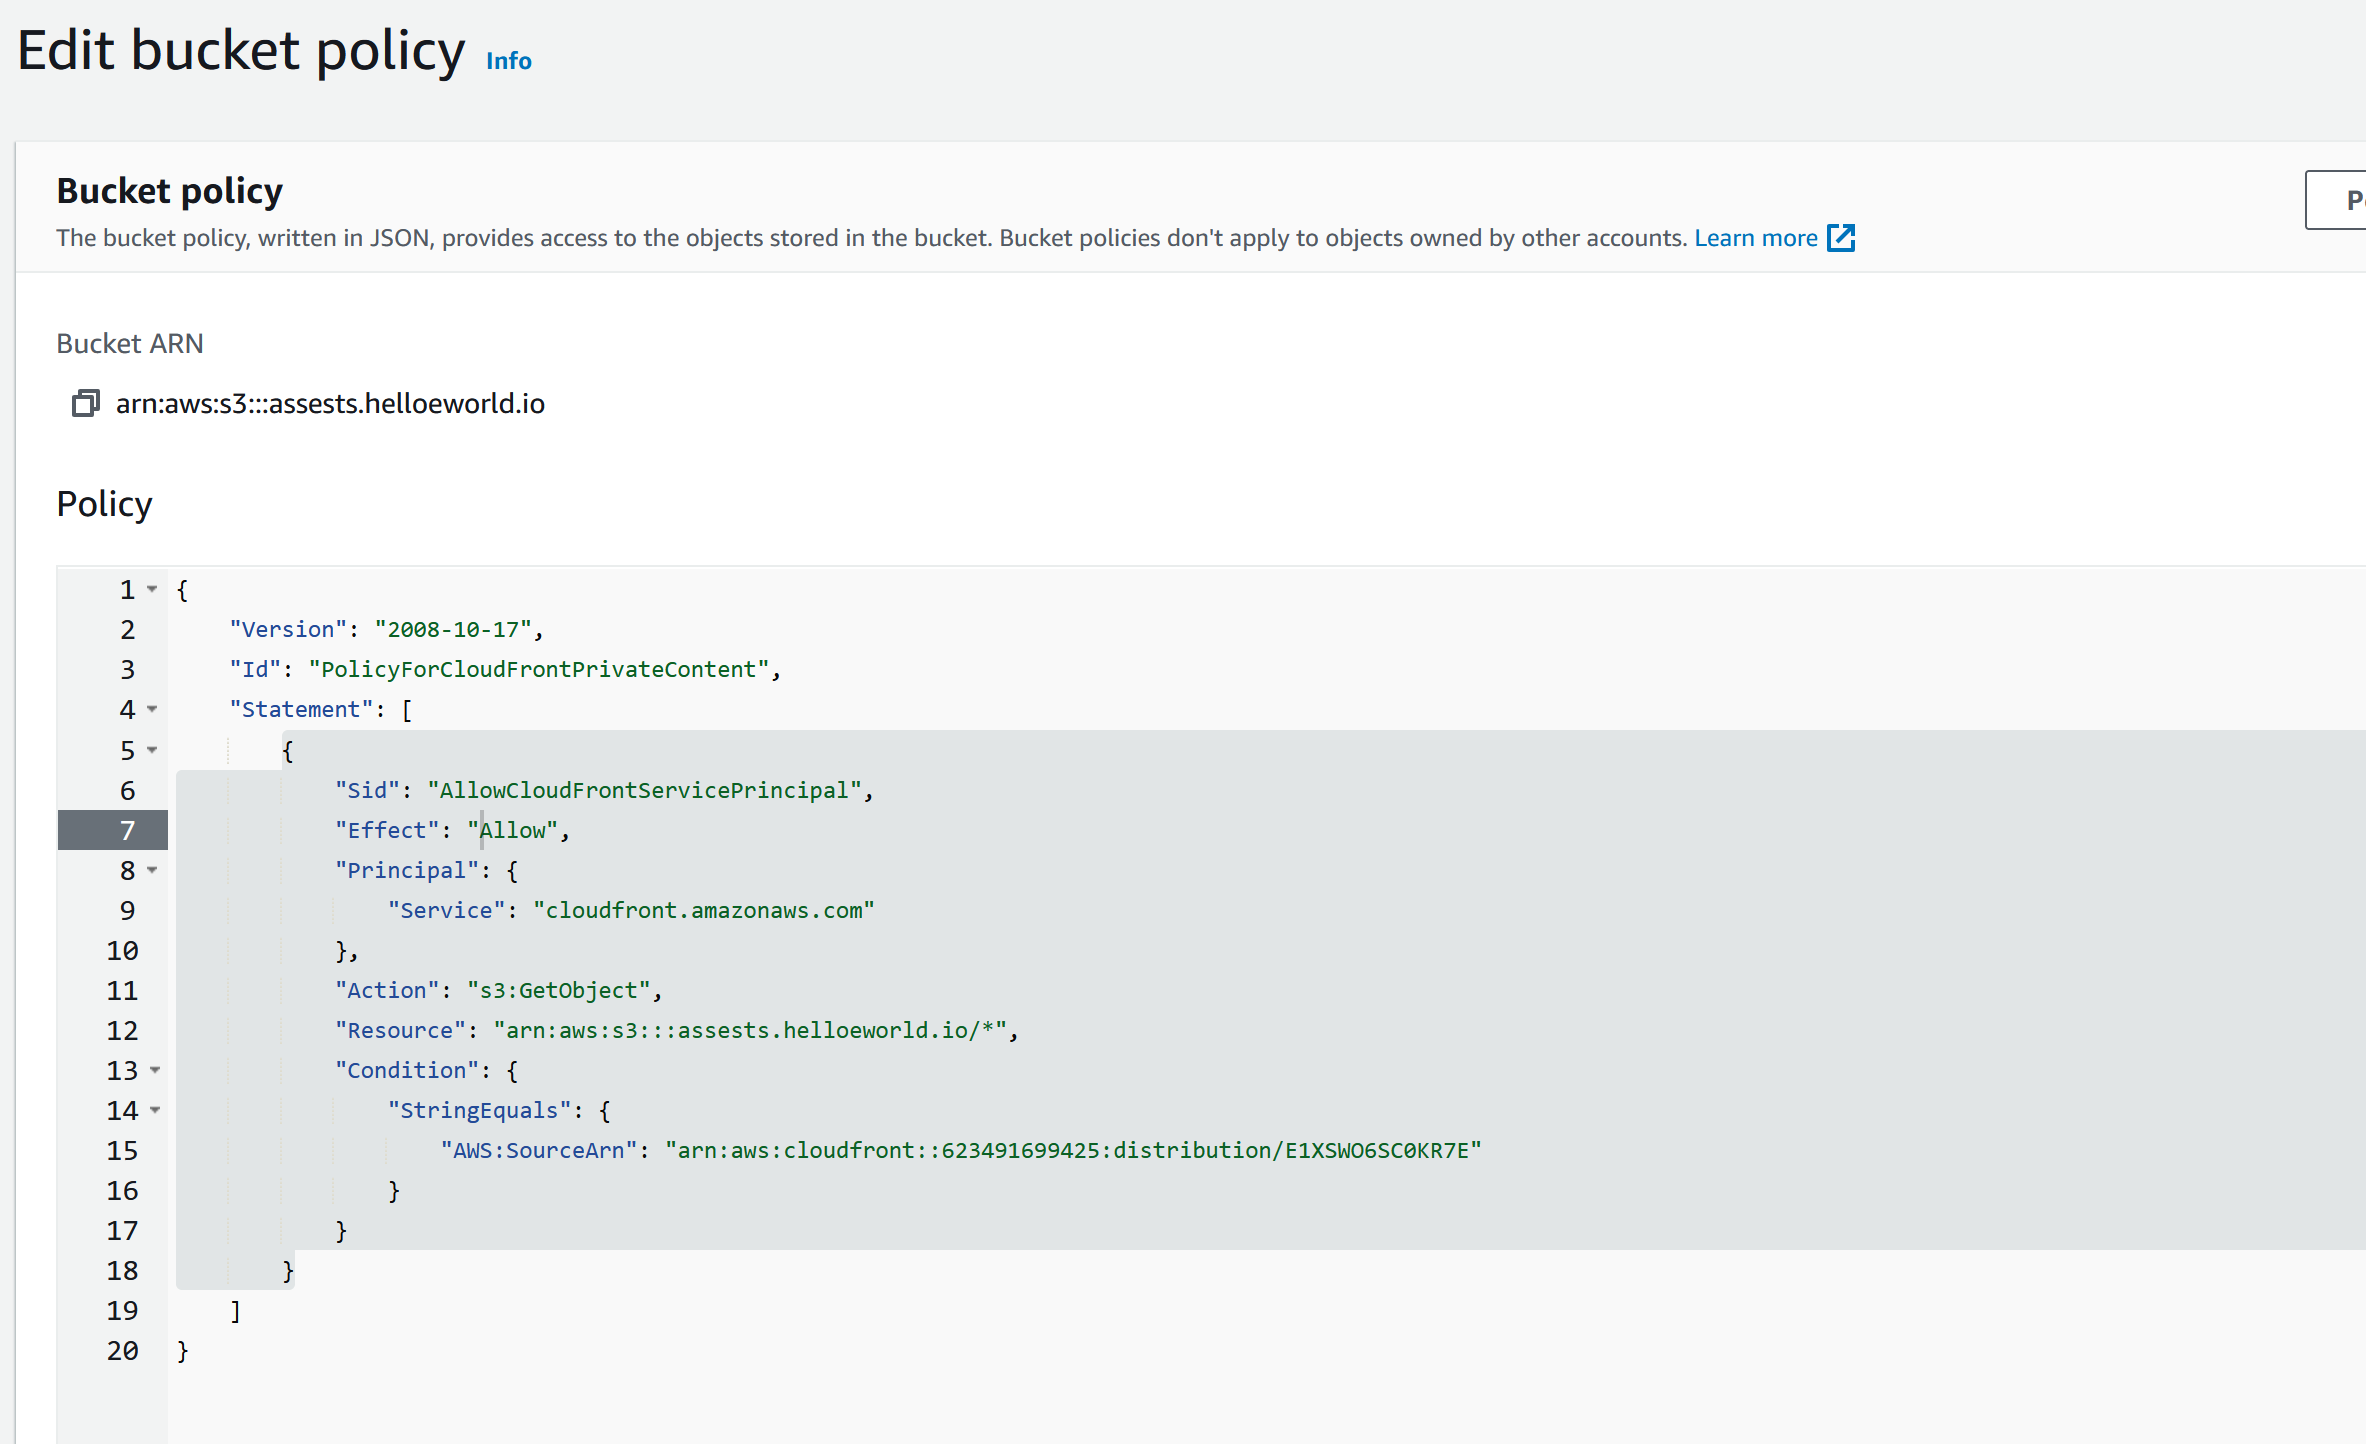 Edit bucket policy Info
Bucket policy
The bucket policy, written in JSON, provides access to the objects stored in the bucket. Bucket policies don't apply to objects owned by other accounts. Learn more
Bucket ARN
arn:aws:s3:::assests.helloeworld.io
Policy
1 {
2 "Version": "2008-10-17",
3 "Id": "PolicyForCloudFrontPrivateContent",
4 "Statement": [
5 {
6 "Sid": "AllowCloudFrontServicePrincipal",
7 "Effect": "Allow",
8 "Principal": {
9 "Service": "cloudfront.amazonaws.com"
10 },
11 "Action": "s3:GetObject",
12 "Resource": "arn:aws:s3:::assests.helloeworld.io/*",
13 "Condition": {
14 "StringEquals": {
15 "AWS:SourceArn": "arn:aws:cloudfront::623491699425:distribution/E1XSWO6SC0KR7E"
16 }
17 }
18 }
19 ]
20 }